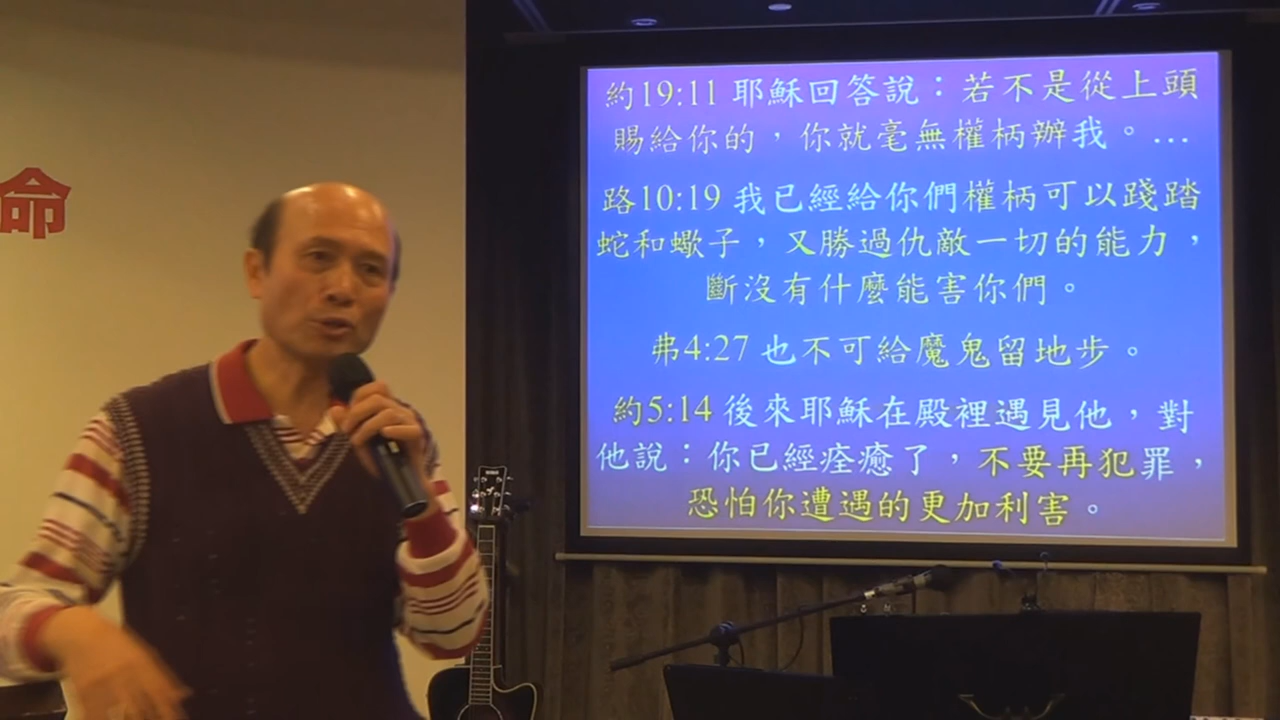 命
約19:11 耶穌回答說：若不是從上頭
賜給你的，你就毫無權柄辦我。…
路10:19 我已經給你們權柄可以踐踏
蛇和蠍子，又勝過仇敵一切的能力，
斷沒有什麼能害你們。
弗4:27 也不可給魔鬼留地步。
約5:14 後來耶穌在殿裡遇見他，對
他說：你已經痊癒了，不要再犯罪，
恐怕你遭遇的更加利害。